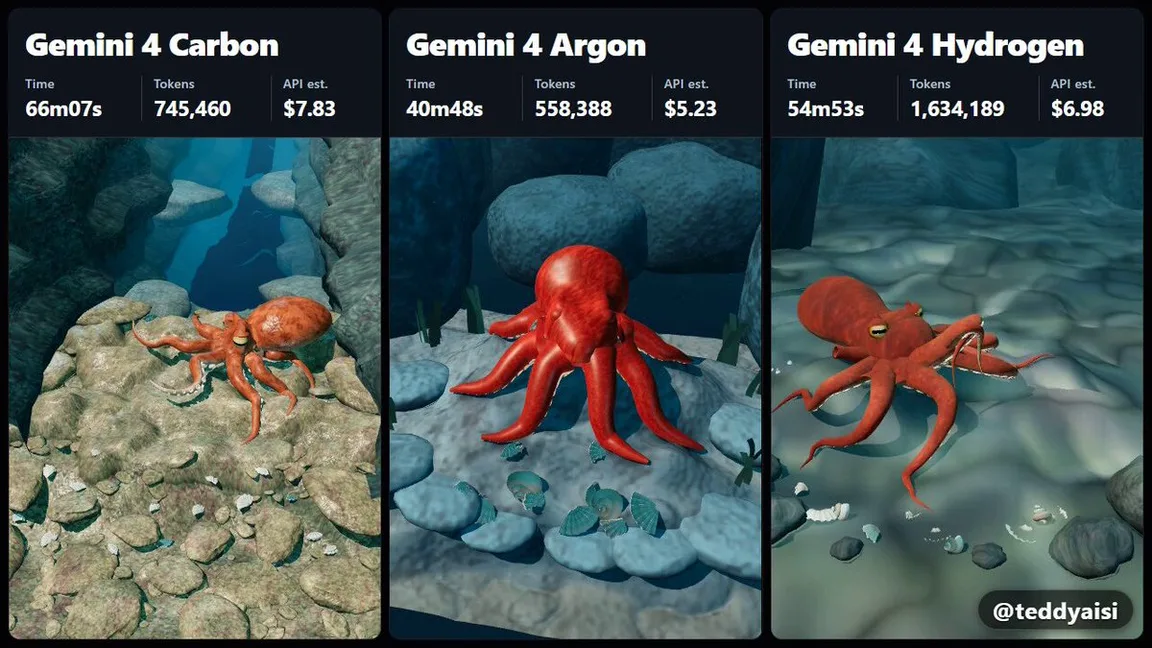 Gemini 4 Carbon
Time Tokens API est.
66m07s 745,460 $7.83
Gemini 4 Argon
Time Tokens API est.
40m48s 558,388 $5.23
Gemini 4 Hydrogen
Time Tokens API est.
54m53s 1,634,189 $6.98
@teddyaisi